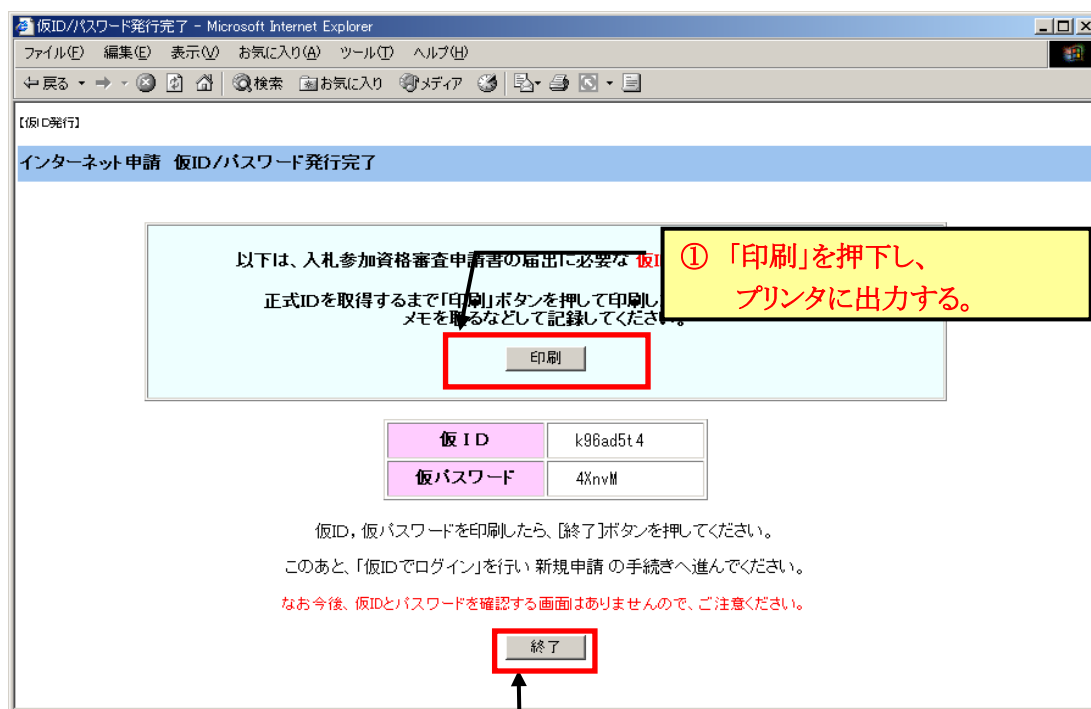 仮ID/パスワード発行完了 - Microsoft Internet Explorer
ファイル(F) 編集(E) 表示(V) お気に入り(A) ツール(T) ヘルプ(H)
戻る 検索 お気に入り メディア
【仮ID発行】
インターネット申請 仮ID/パスワード発行完了
以下は、入札参加資格審査申請書の届出に必要な 仮I
① 「印刷」を押下し、
プリンタに出力する。
正式IDを取得するまで「印刷」ボタンを押して印刷し
メモを取るなどして記録してください。
印刷
仮ID k96ad5t4
仮パスワード 4XnvM
仮ID，仮パスワードを印刷したら、[終了]ボタンを押してください。
このあと、「仮IDでログイン」を行い 新規申請 の手続きへ進んでください。
なお今後、仮IDとパスワードを確認する画面はありませんので、ご注意ください。
終了